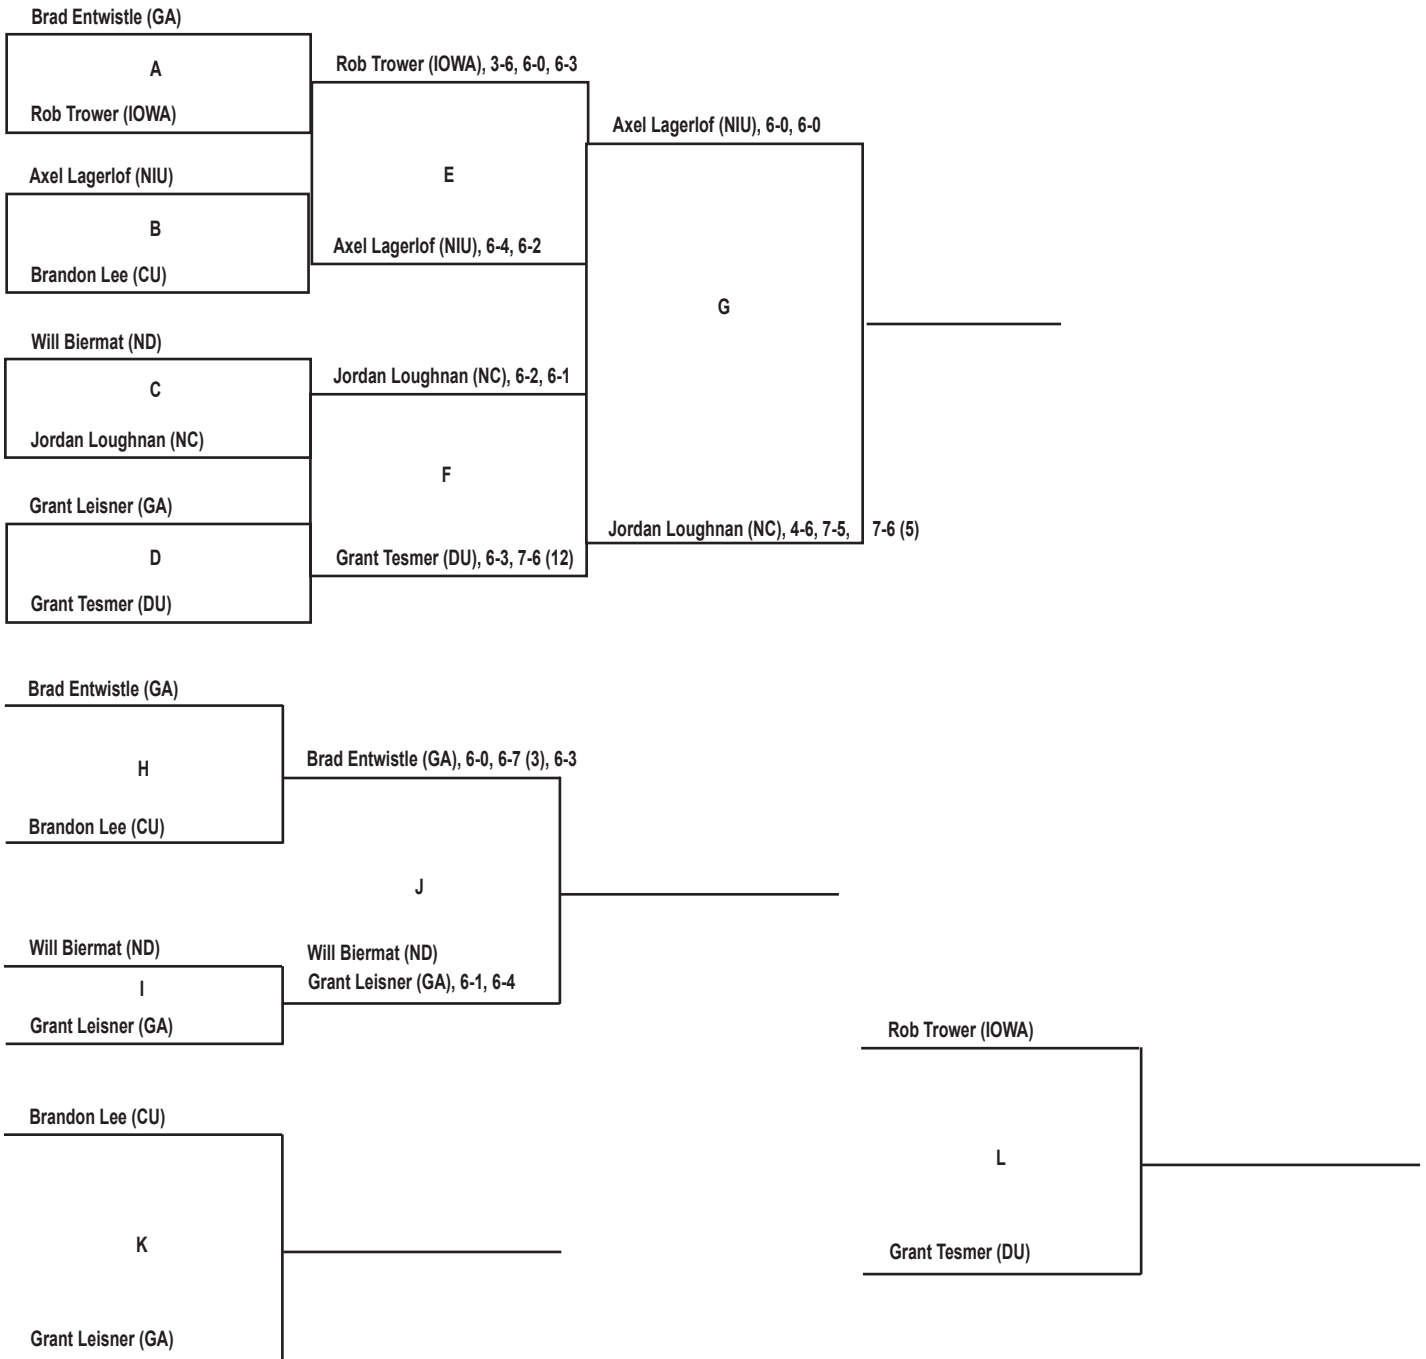 Brad Entwistle (GA)
A
Rob Trower (IOWA)
Rob Trower (IOWA), 3-6, 6-0, 6-3
Axel Lagerlof (NIU)
B
Brandon Lee (CU)
E
Axel Lagerlof (NIU), 6-4, 6-2
Axel Lagerlof (NIU), 6-0, 6-0
G
Will Biermat (ND)
C
Jordan Loughnan (NC)
Jordan Loughnan (NC), 6-2, 6-1
Grant Leisner (GA)
D
Grant Tesmer (DU)
F
Grant Tesmer (DU), 6-3, 7-6 (12)
Jordan Loughnan (NC), 4-6, 7-5, 7-6 (5)
Brad Entwistle (GA)
H
Brandon Lee (CU)
Brad Entwistle (GA), 6-0, 6-7 (3), 6-3
J
Will Biermat (ND)
I
Grant Leisner (GA)
Will Biermat (ND)
Grant Leisner (GA), 6-1, 6-4
Brandon Lee (CU)
K
Grant Leisner (GA)
Rob Trower (IOWA)
L
Grant Tesmer (DU)